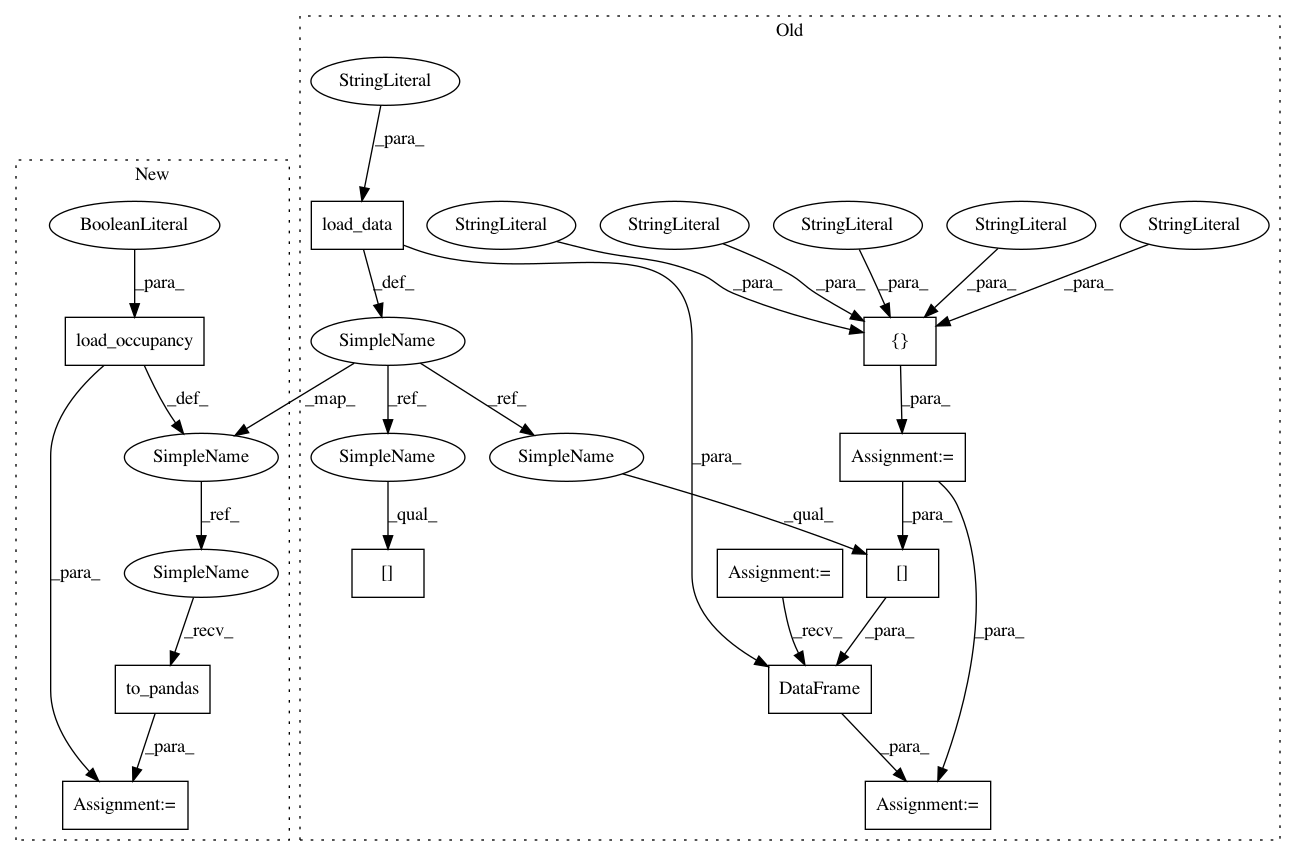 Old
StringLiteral
_para_
New
BooleanLiteral
load_data
StringLiteral
StringLiteral
StringLiteral
StringLiteral
StringLiteral
_para_
_def_
_para_
_para_
_para_
_para_
_para_
load_occupancy
SimpleName
{}
_def_
_map_
_ref_
_ref_
_para_
SimpleName
SimpleName
SimpleName
_para_
Assignment:=
_ref_
_qual_
_qual_
_para_
_para_
SimpleName
[]
Assignment:=
[]
_recv_
_recv_
_para_
_para_
to_pandas
DataFrame
_para_
_para_
Assignment:=
Assignment:=